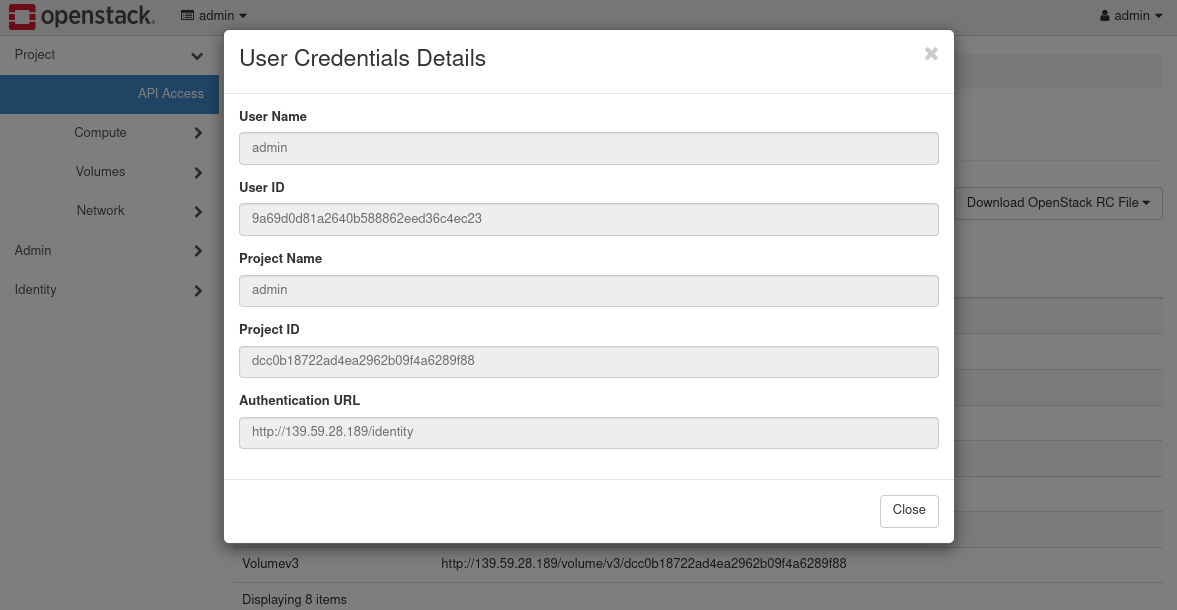 openstack.
admin
admin
Project
API Access
Compute
Volumes
Network
Admin
Identity
Download OpenStack RC File
User Credentials Details
×
User Name
admin
User ID
9a69d0d81a2640b588862eed36c4ec23
Project Name
admin
Project ID
dcc0b18722ad4ea2962b09f4a6289f88
Authentication URL
http://139.59.28.189/identity
Close
Volumev3 http://139.59.28.189/volume/v3/dcc0b18722ad4ea2962b09f4a6289f88
Displaying 8 items